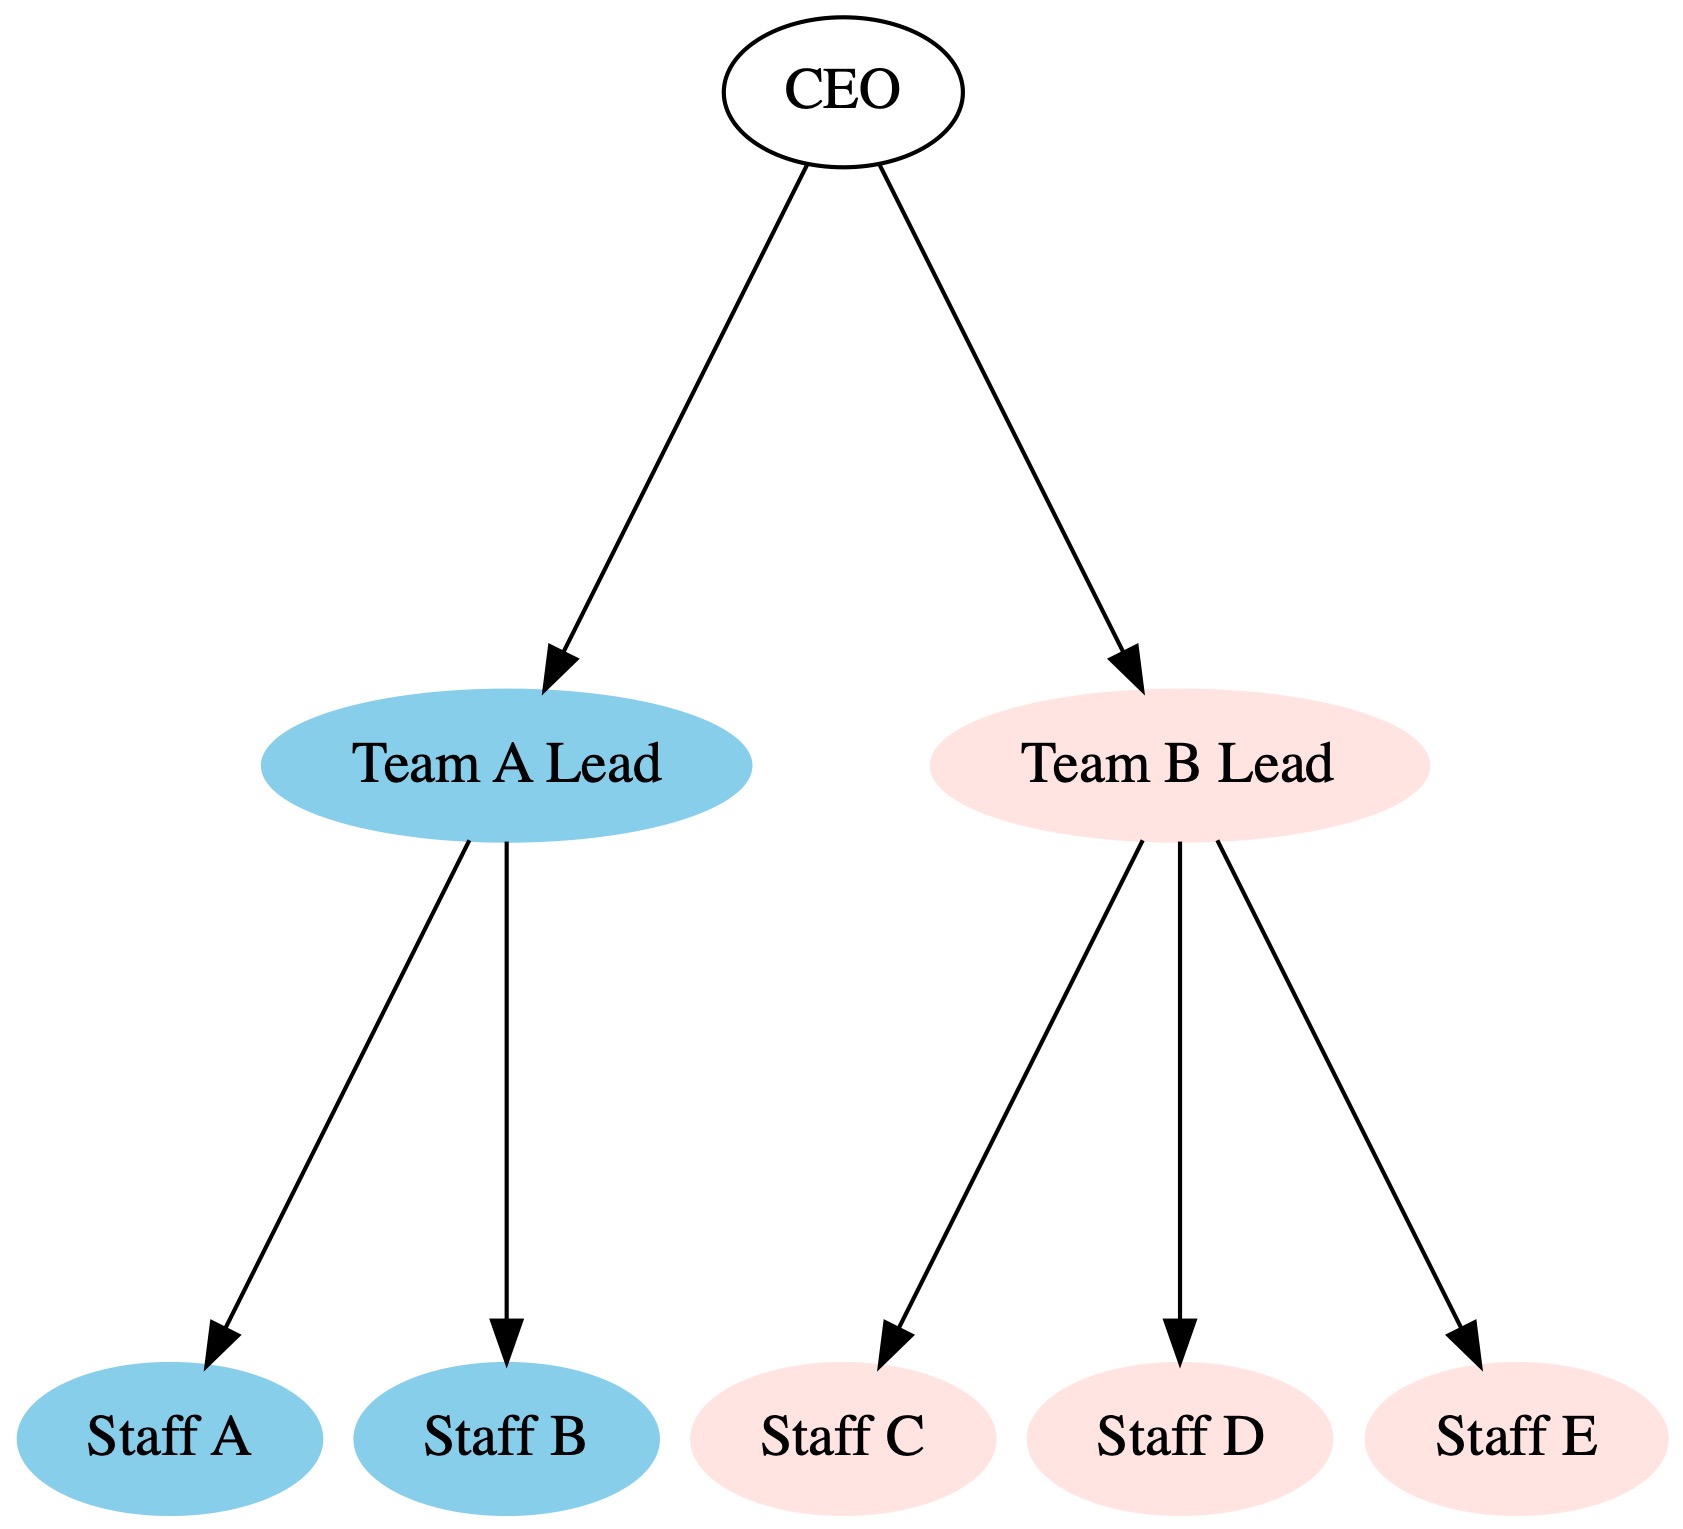 CEO
Team A Lead
Team B Lead
Staff A
Staff B
Staff C
Staff D
Staff E